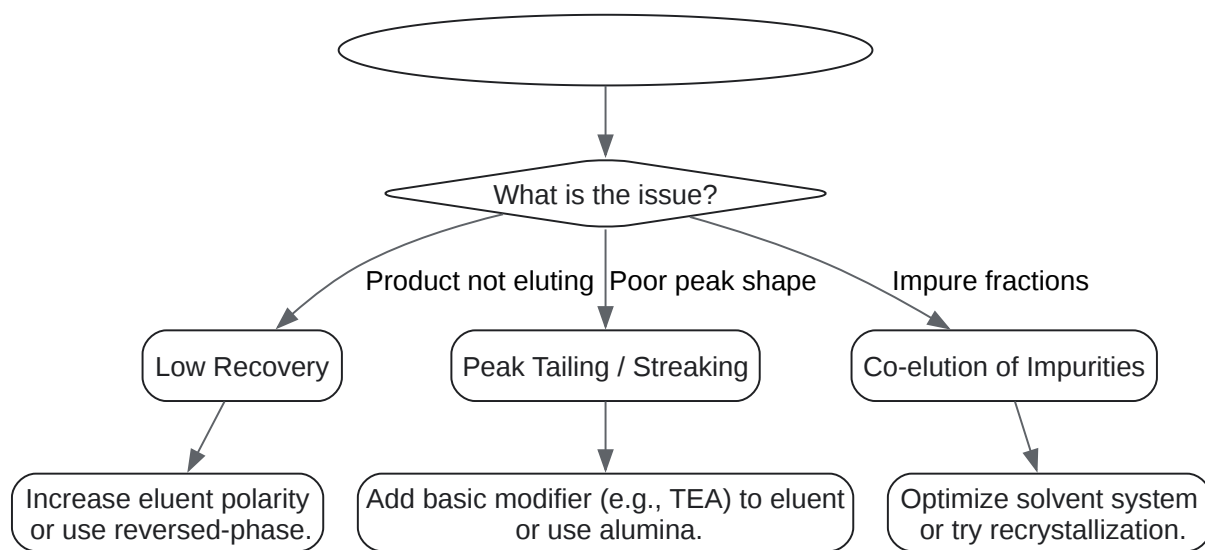 What is the issue?
Product not eluting
Poor peak shape
Impure fractions
Low Recovery
Peak Tailing / Streaking
Co-elution of Impurities
Increase eluent polarity
or use reversed-phase.
Add basic modifier (e.g., TEA) to eluent
or use alumina.
Optimize solvent system
or try recrystallization.